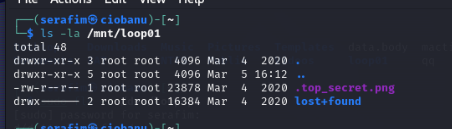 File Actions Edit View Help
┌──(serafim㉿ciobanu)-[~]
└─$ ls -la /mnt/loop01
total 48
drwxr-xr-x 3 root root  4096 Mar  4  2020 .
drwxr-xr-x 5 root root  4096 Mar  5 16:12 ..
-rw-r--r-- 1 root root 23878 Mar  4  2020 .top_secret.png
drwx------ 2 root root 16384 Mar  4  2020 lost+found